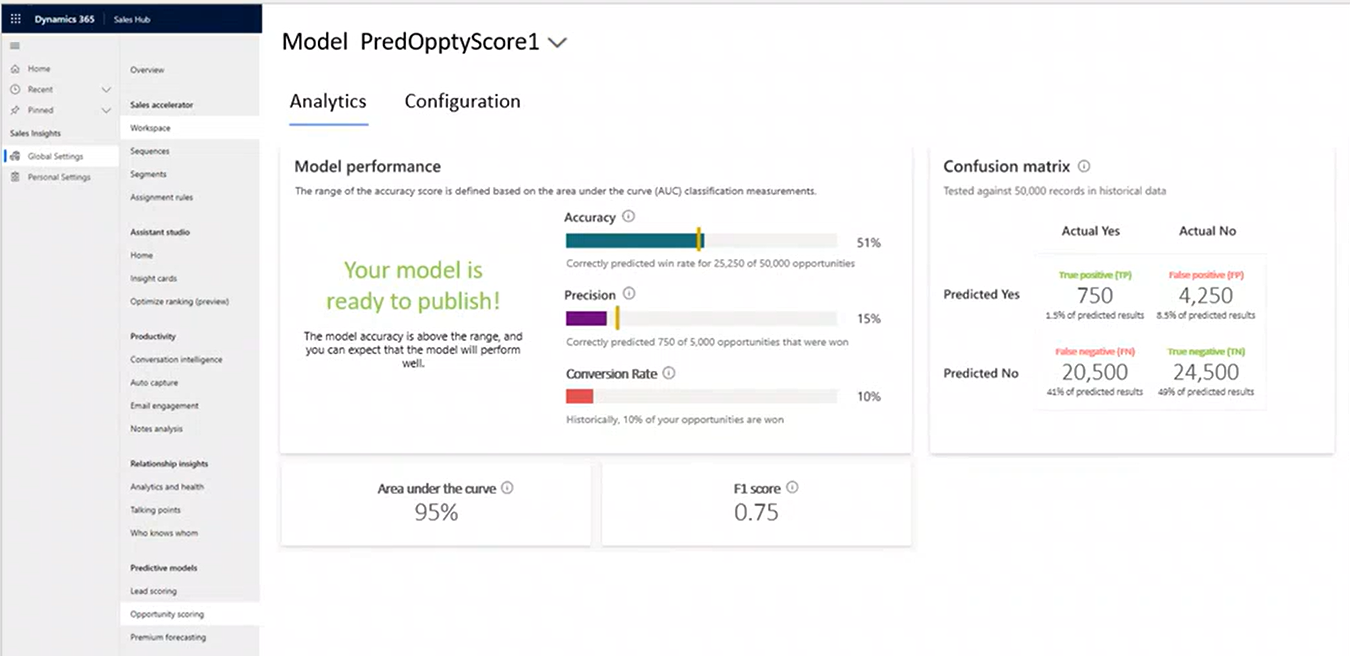 Dynamics 365 Sales Hub
Home
Recent
Pinned
Sales Insights
Global Settings
Personal Settings
Overview
Sales accelerator
Workspace
Sequences
Segments
Assignment rules
Assistant studio
Home
Insight cards
Optimize ranking (preview)
Productivity
Conversation intelligence
Auto capture
Email engagement
Notes analysis
Relationship insights
Analytics and health
Talking points
Who knows whom
Predictive models
Lead scoring
Opportunity scoring
Premium forecasting
Model PredOpptyScore1
Analytics Configuration
Model performance
The range of the accuracy score is defined based on the area under the curve (AUC) classification measurements.
Your model is
ready to publish!
The model accuracy is above the range, and
you can expect that the model will perform
well.
Accuracy
51%
Correctly predicted win rate for 25,250 of 50,000 opportunities
Precision
15%
Correctly predicted 750 of 5,000 opportunities that were won
Conversion Rate
10%
Historically, 10% of your opportunities are won
Confusion matrix
Tested against 50,000 records in historical data
Actual Yes Actual No
True positive (TP) False positive (FP)
Predicted Yes 750 4,250
1.5% of predicted results 8.5% of predicted results
False negative (FN) True negative (TN)
Predicted No 20,500 24,500
41% of predicted results 49% of predicted results
Area under the curve
95%
F1 score
0.75